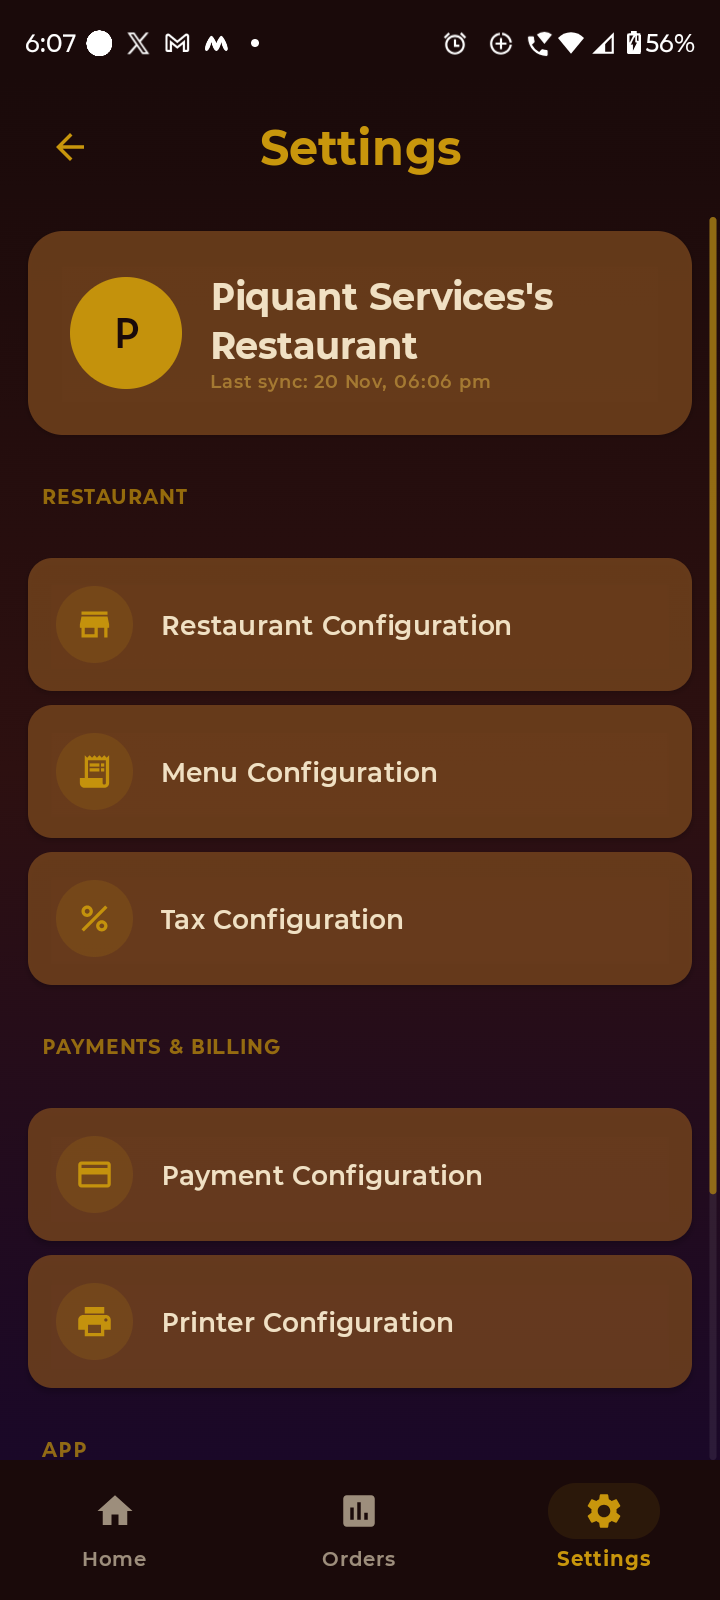 6:07
56%
Settings
P
Piquant Services's
Restaurant
Last sync: 20 Nov, 06:06 pm
RESTAURANT
Restaurant Configuration
Menu Configuration
Tax Configuration
PAYMENTS & BILLING
Payment Configuration
Printer Configuration
APP
Home
Orders
Settings